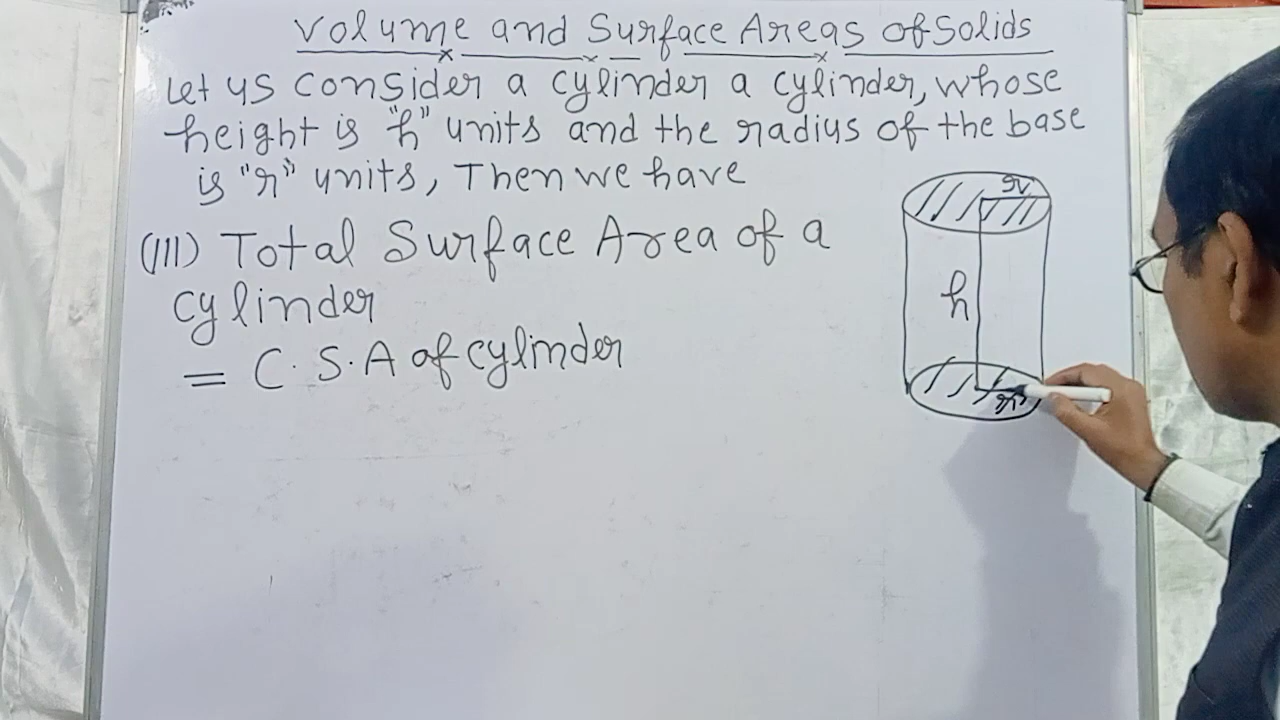 Volume and Surface Areas of Solids
Let us consider a cylinder a cylinder, whose
height is "h" units and the radius of the base
is "r" units, Then we have
(III) Total Surface Area of a
cylinder
= C.S.A of cylinder
r
h
r